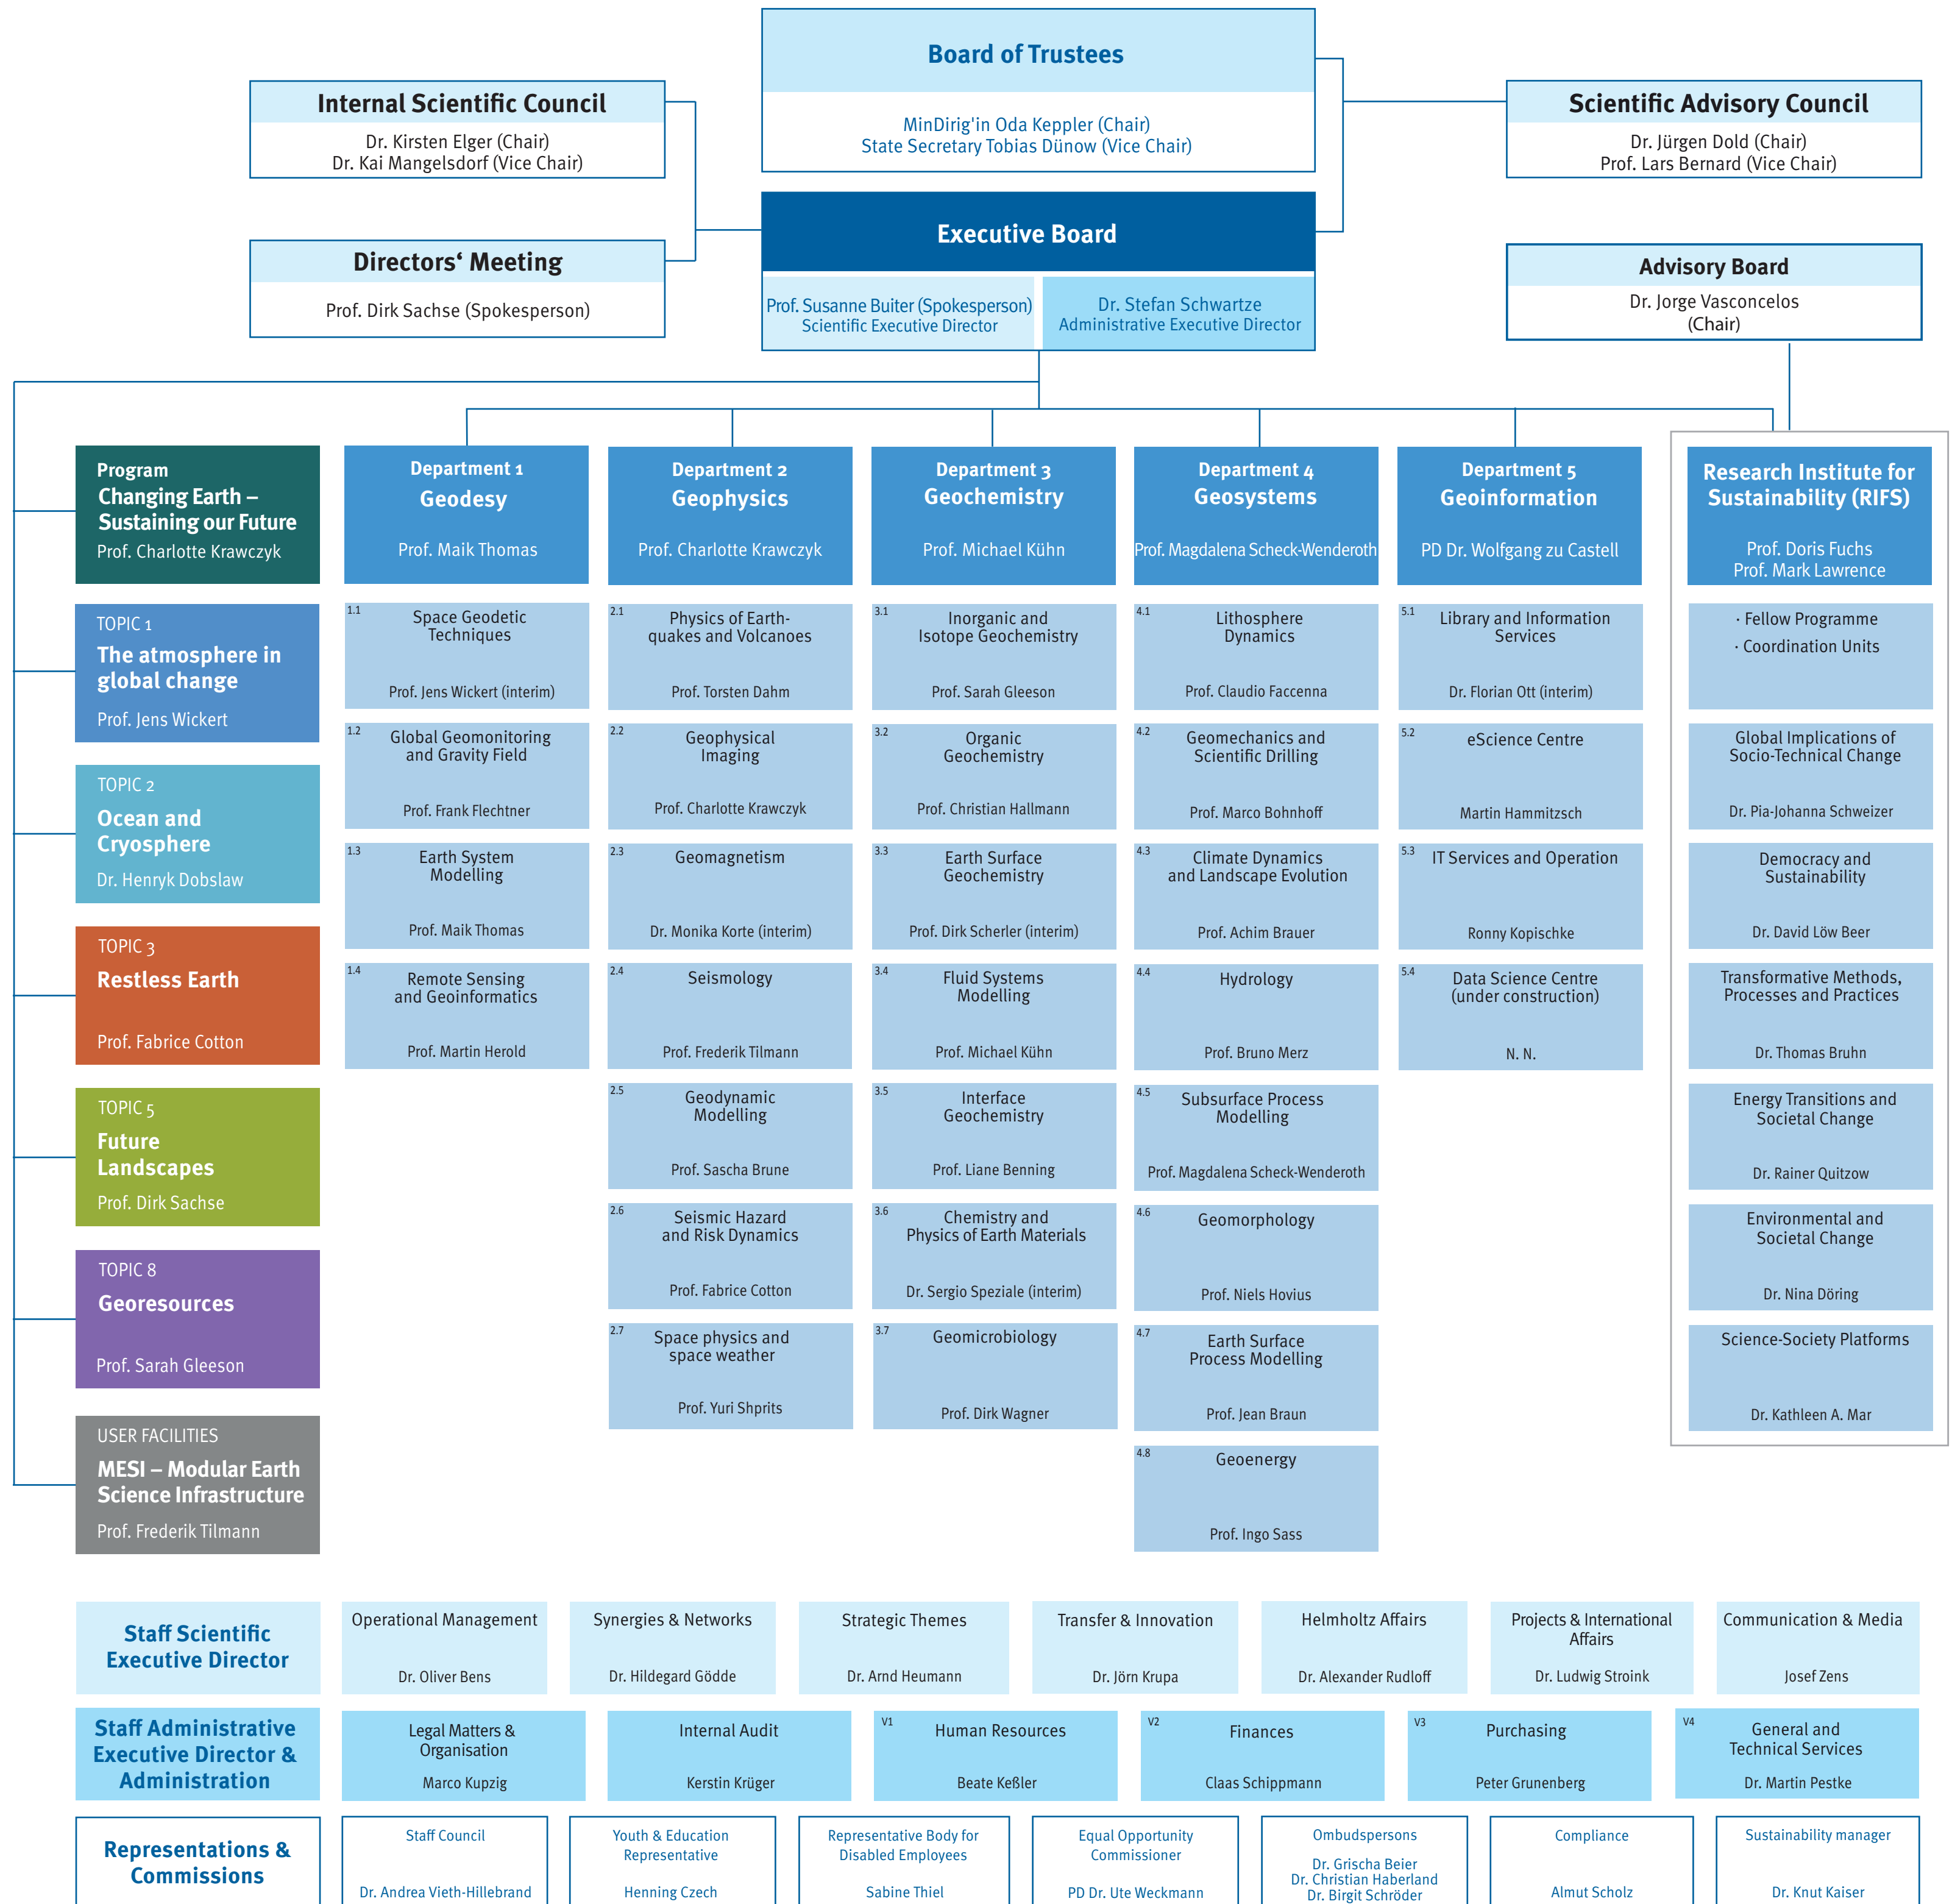 Board of Trustees
MinDirig'in Oda Keppler (Chair)
State Secretary Tobias Dünow (Vice Chair)
Internal Scientific Council
Dr. Kirsten Elger (Chair)
Dr. Kai Mangelsdorf (Vice Chair)
Scientific Advisory Council
Dr. Jürgen Dold (Chair)
Prof. Lars Bernard (Vice Chair)
Executive Board
Prof. Susanne Buiter (Spokesperson)
Scientific Executive Director
Dr. Stefan Schwartze
Administrative Executive Director
Directors‘ Meeting
Prof. Dirk Sachse (Spokesperson)
Advisory Board
Dr. Jorge Vasconcelos
(Chair)
Program
Changing Earth –
Sustaining our Future
Prof. Charlotte Krawczyk
TOPIC 1
The atmosphere in
global change
Prof. Jens Wickert
TOPIC 2
Ocean and
Cryosphere
Dr. Henryk Dobslaw
TOPIC 3
Restless Earth
Prof. Fabrice Cotton
TOPIC 5
Future
Landscapes
Prof. Dirk Sachse
TOPIC 8
Georesources
Prof. Sarah Gleeson
USER FACILITIES
MESI – Modular Earth
Science Infrastructure
Prof. Frederik Tilmann
Department 1
Geodesy
Prof. Maik Thomas
1.1
Space Geodetic
Techniques
Prof. Jens Wickert (interim)
1.2
Global Geomonitoring
and Gravity Field
Prof. Frank Flechtner
1.3
Earth System
Modelling
Prof. Maik Thomas
1.4
Remote Sensing
and Geoinformatics
Prof. Martin Herold
Department 2
Geophysics
Prof. Charlotte Krawczyk
2.1
Physics of Earth-
quakes and Volcanoes
Prof. Torsten Dahm
2.2
Geophysical
Imaging
Prof. Charlotte Krawczyk
2.3
Geomagnetism
Dr. Monika Korte (interim)
2.4
Seismology
Prof. Frederik Tilmann
2.5
Geodynamic
Modelling
Prof. Sascha Brune
2.6
Seismic Hazard
and Risk Dynamics
Prof. Fabrice Cotton
2.7
Space physics and
space weather
Prof. Yuri Shprits
Department 3
Geochemistry
Prof. Michael Kühn
3.1
Inorganic and
Isotope Geochemistry
Prof. Sarah Gleeson
3.2
Organic
Geochemistry
Prof. Christian Hallmann
3.3
Earth Surface
Geochemistry
Prof. Dirk Scherler (interim)
3.4
Fluid Systems
Modelling
Prof. Michael Kühn
3.5
Interface
Geochemistry
Prof. Liane Benning
3.6
Chemistry and
Physics of Earth Materials
Dr. Sergio Speziale (interim)
3.7
Geomicrobiology
Prof. Dirk Wagner
Department 4
Geosystems
Prof. Magdalena Scheck-Wenderoth
4.1
Lithosphere
Dynamics
Prof. Claudio Faccenna
4.2
Geomechanics and
Scientific Drilling
Prof. Marco Bohnhoff
4.3
Climate Dynamics
and Landscape Evolution
Prof. Achim Brauer
4.4
Hydrology
Prof. Bruno Merz
4.5
Subsurface Process
Modelling
Prof. Magdalena Scheck-Wenderoth
4.6
Geomorphology
Prof. Niels Hovius
4.7
Earth Surface
Process Modelling
Prof. Jean Braun
4.8
Geoenergy
Prof. Ingo Sass
Department 5
Geoinformation
PD Dr. Wolfgang zu Castell
5.1
Library and Information
Services
Dr. Florian Ott (interim)
5.2
eScience Centre
Martin Hammitzsch
5.3
IT Services and Operation
Ronny Kopischke
5.4
Data Science Centre
(under construction)
N. N.
Research Institute for
Sustainability (RIFS)
Prof. Doris Fuchs
Prof. Mark Lawrence
· Fellow Programme
· Coordination Units
Global Implications of
Socio-Technical Change
Dr. Pia-Johanna Schweizer
Democracy and
Sustainability
Dr. David Löw Beer
Transformative Methods,
Processes and Practices
Dr. Thomas Bruhn
Energy Transitions and
Societal Change
Dr. Rainer Quitzow
Environmental and
Societal Change
Dr. Nina Döring
Science-Society Platforms
Dr. Kathleen A. Mar
Staff Scientific
Executive Director
Operational Management
Dr. Oliver Bens
Synergies & Networks
Dr. Hildegard Gödde
Strategic Themes
Dr. Arnd Heumann
Transfer & Innovation
Dr. Jörn Krupa
Helmholtz Affairs
Dr. Alexander Rudloff
Projects & International
Affairs
Dr. Ludwig Stroink
Communication & Media
Josef Zens
Staff Administrative
Executive Director &
Administration
Legal Matters &
Organisation
Marco Kupzig
Internal Audit
Kerstin Krüger
V1
Human Resources
Beate Keßler
V2
Finances
Claas Schippmann
V3
Purchasing
Peter Grunenberg
V4
General and
Technical Services
Dr. Martin Pestke
Representations &
Commissions
Staff Council
Dr. Andrea Vieth-Hillebrand
Youth & Education
Representative
Henning Czech
Representative Body for
Disabled Employees
Sabine Thiel
Equal Opportunity
Commissioner
PD Dr. Ute Weckmann
Ombudspersons
Dr. Grischa Beier
Dr. Christian Haberland
Dr. Birgit Schröder
Compliance
Almut Scholz
Sustainability manager
Dr. Knut Kaiser